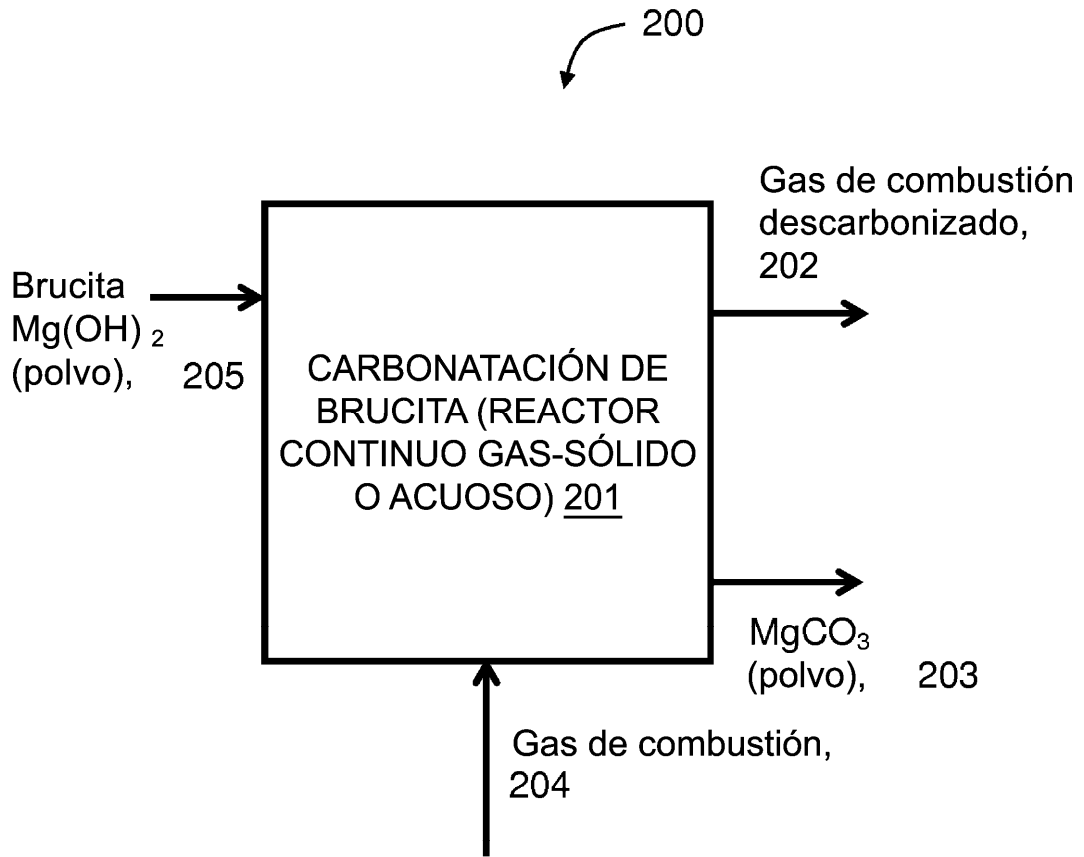 200
Gas de combustión
descarbonizado,
202
Brucita
Mg(OH) ₂
(polvo), 205
CARBONATACIÓN DE
BRUCITA (REACTOR
CONTINUO GAS-SÓLIDO
O ACUOSO) 201
MgCO₃
(polvo), 203
Gas de combustión,
204